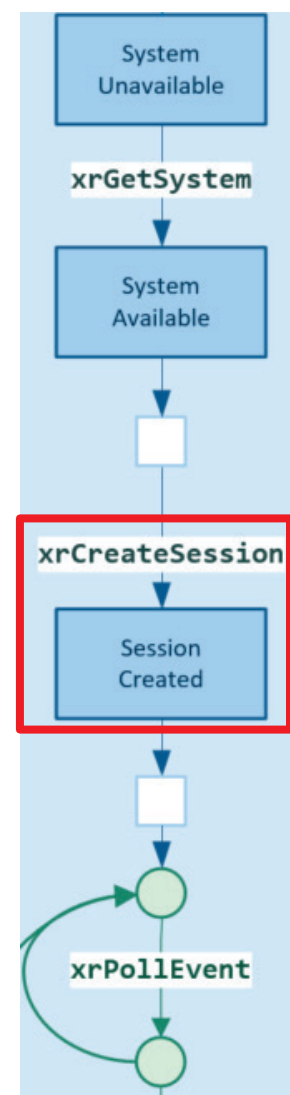 System
Unavailable
xrGetSystem
System
Available
xrCreateSession
Session
Created
xrPollEvent